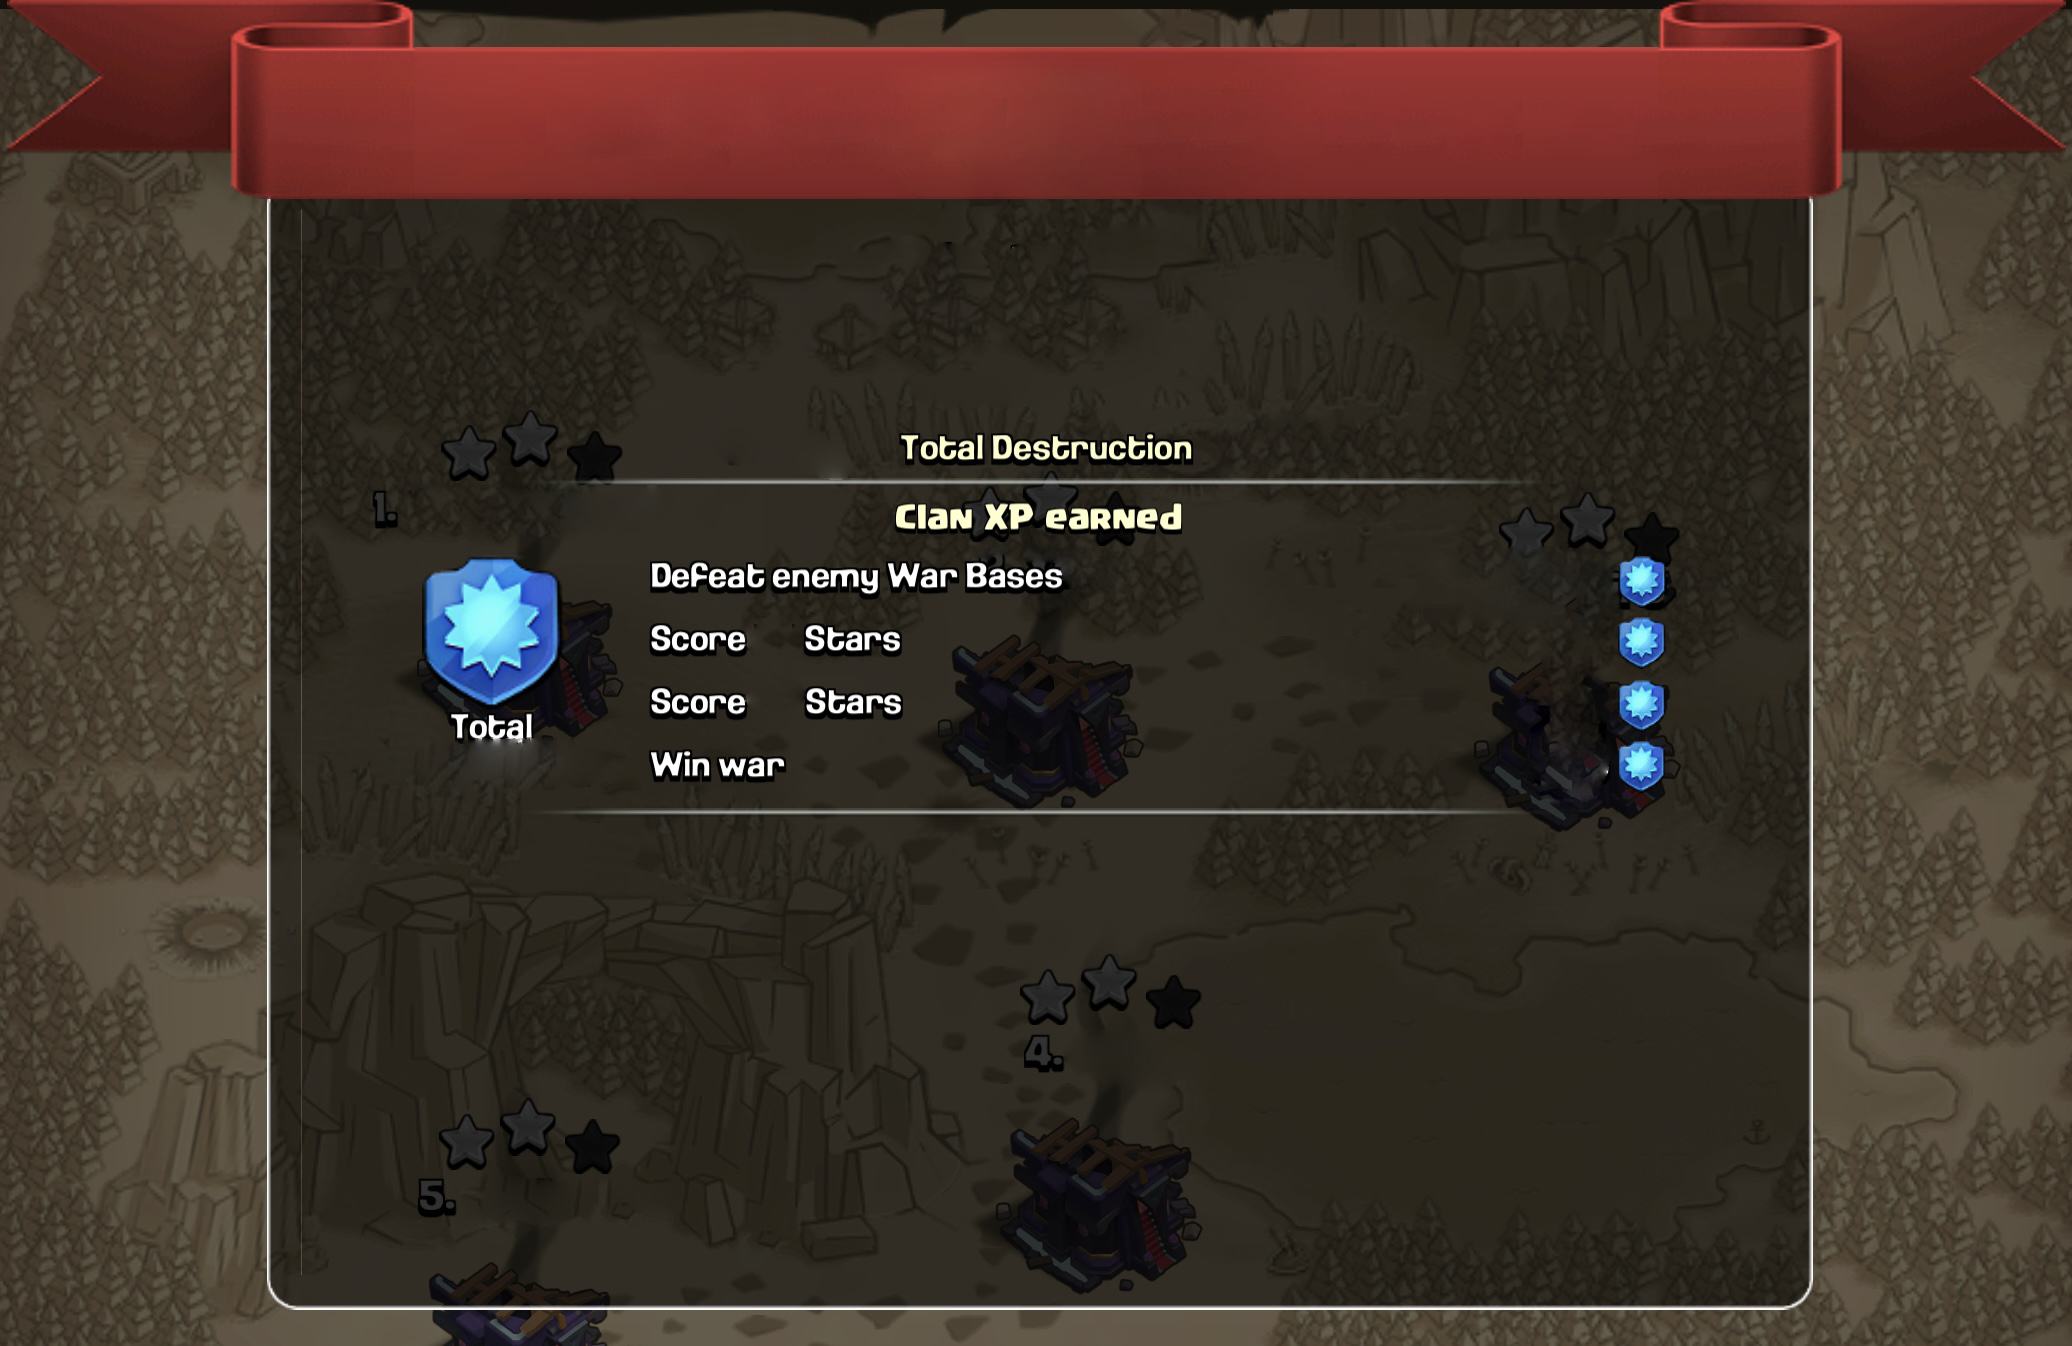 Total Destruction
1.
Clan XP earned
Defeat enemy War Bases
Score Stars
Score Stars
Total
Win war
4.
5.